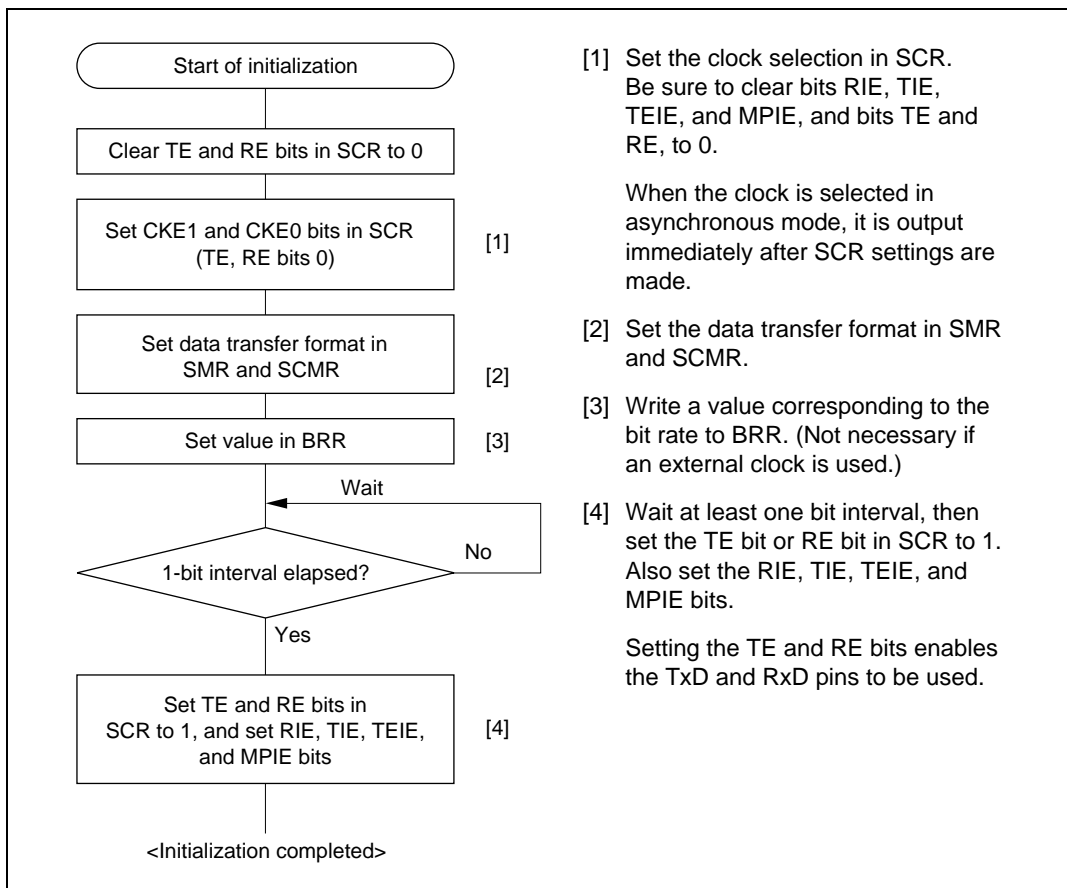 Start of initialization
Clear TE and RE bits in SCR to 0
Set CKE1 and CKE0 bits in SCR
(TE, RE bits 0)
[1]
Set data transfer format in
SMR and SCMR
[2]
Set value in BRR
[3]
Wait
No
1-bit interval elapsed?
Yes
Set TE and RE bits in
SCR to 1, and set RIE, TIE, TEIE,
and MPIE bits
[4]
<Initialization completed>
[1] Set the clock selection in SCR.
Be sure to clear bits RIE, TIE,
TEIE, and MPIE, and bits TE and
RE, to 0.
When the clock is selected in
asynchronous mode, it is output
immediately after SCR settings are
made.
[2] Set the data transfer format in SMR
and SCMR.
[3] Write a value corresponding to the
bit rate to BRR. (Not necessary if
an external clock is used.)
[4] Wait at least one bit interval, then
set the TE bit or RE bit in SCR to 1.
Also set the RIE, TIE, TEIE, and
MPIE bits.
Setting the TE and RE bits enables
the TxD and RxD pins to be used.